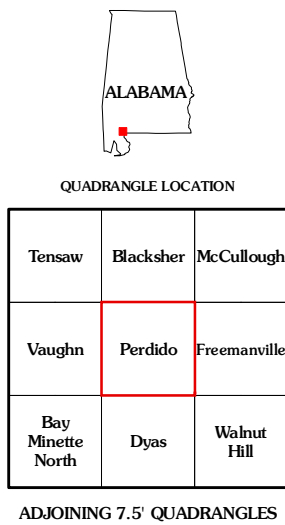 ALABAMA
QUADRANGLE LOCATION
Tensaw
Blacksher
McCullough
Vaughn
Perdido
Freemanville
Bay
Minette
North
Dyas
Walnut
Hill
ADJOINING 7.5' QUADRANGLES